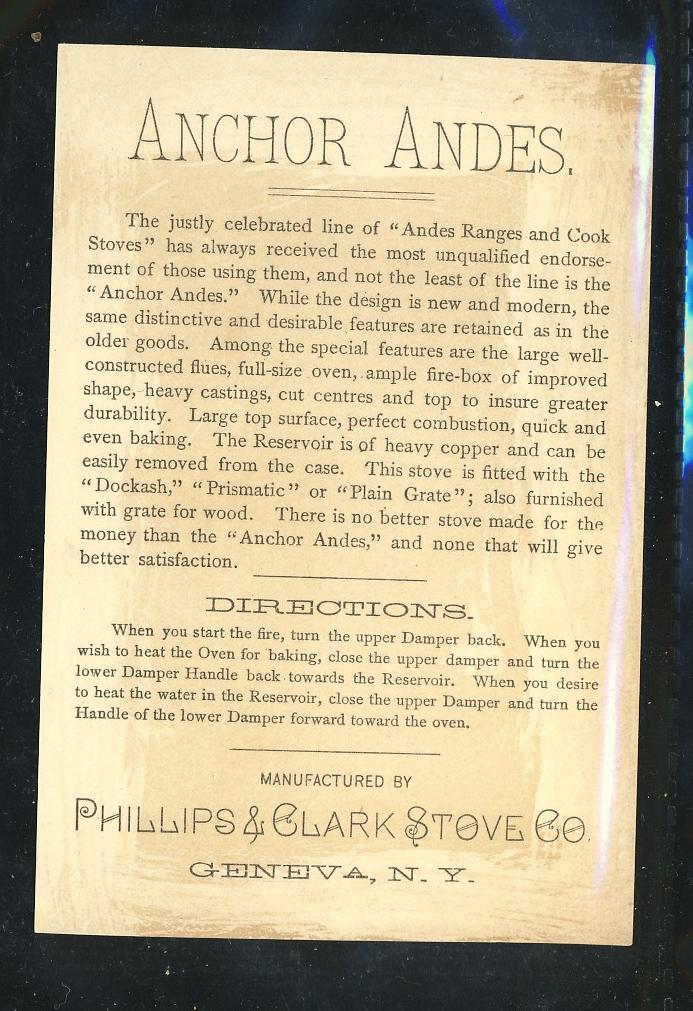 ANCHOR ANDES.
The justly celebrated line of “Andes Ranges and Cook
Stoves” has always received the most unqualified endorse-
ment of those using them, and not the least of the line is the
“Anchor Andes.” While the design is new and modern, the
same distinctive and desirable features are retained as in the
older goods. Among the special features are the large well-
constructed flues, full-size oven, ample fire-box of improved
shape, heavy castings, cut centres and top to insure greater
durability. Large top surface, perfect combustion, quick and
even baking. The Reservoir is of heavy copper and can be
easily removed from the case. This stove is fitted with the
“Dockash,” “Prismatic” or “Plain Grate”; also furnished
with grate for wood. There is no better stove made for the
money than the “Anchor Andes,” and none that will give
better satisfaction.
DIRECTIONS.
When you start the fire, turn the upper Damper back. When you
wish to heat the Oven for baking, close the upper damper and turn the
lower Damper Handle back towards the Reservoir. When you desire
to heat the water in the Reservoir, close the upper Damper and turn the
Handle of the lower Damper forward toward the oven.
MANUFACTURED BY
PHILLIPS & CLARK STOVE CO.
GENEVA, N. Y.